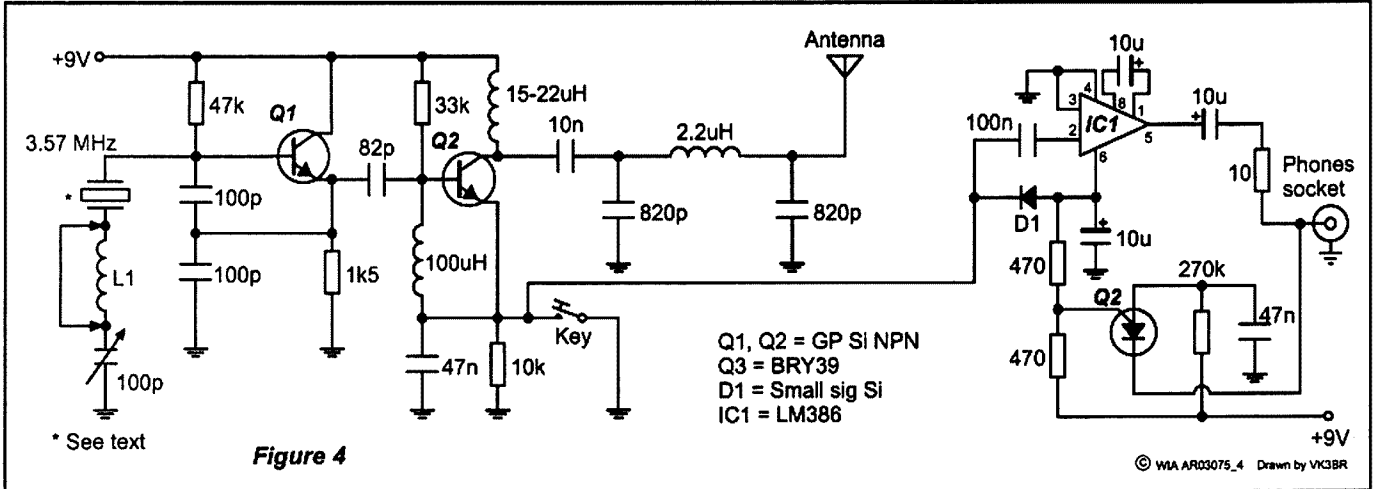 Antenna
10u
+9V
47k
Q1
33k
15-22uH
10n
2.2uH
100n
4
3
8
1
2
IC1
5
6
10u
3.57 MHz
82p
Q2
10
Phones
socket
*
100p
820p
820p
D1
10u
L1
100p
1k5
100uH
470
270k
Q2
47n
Key
100p
47n
10k
Q1, Q2 = GP Si NPN
Q3 = BRY39
D1 = Small sig Si
IC1 = LM386
470
+9V
* See text
Figure 4
© WIA AR03075_4 Drawn by VK3BR